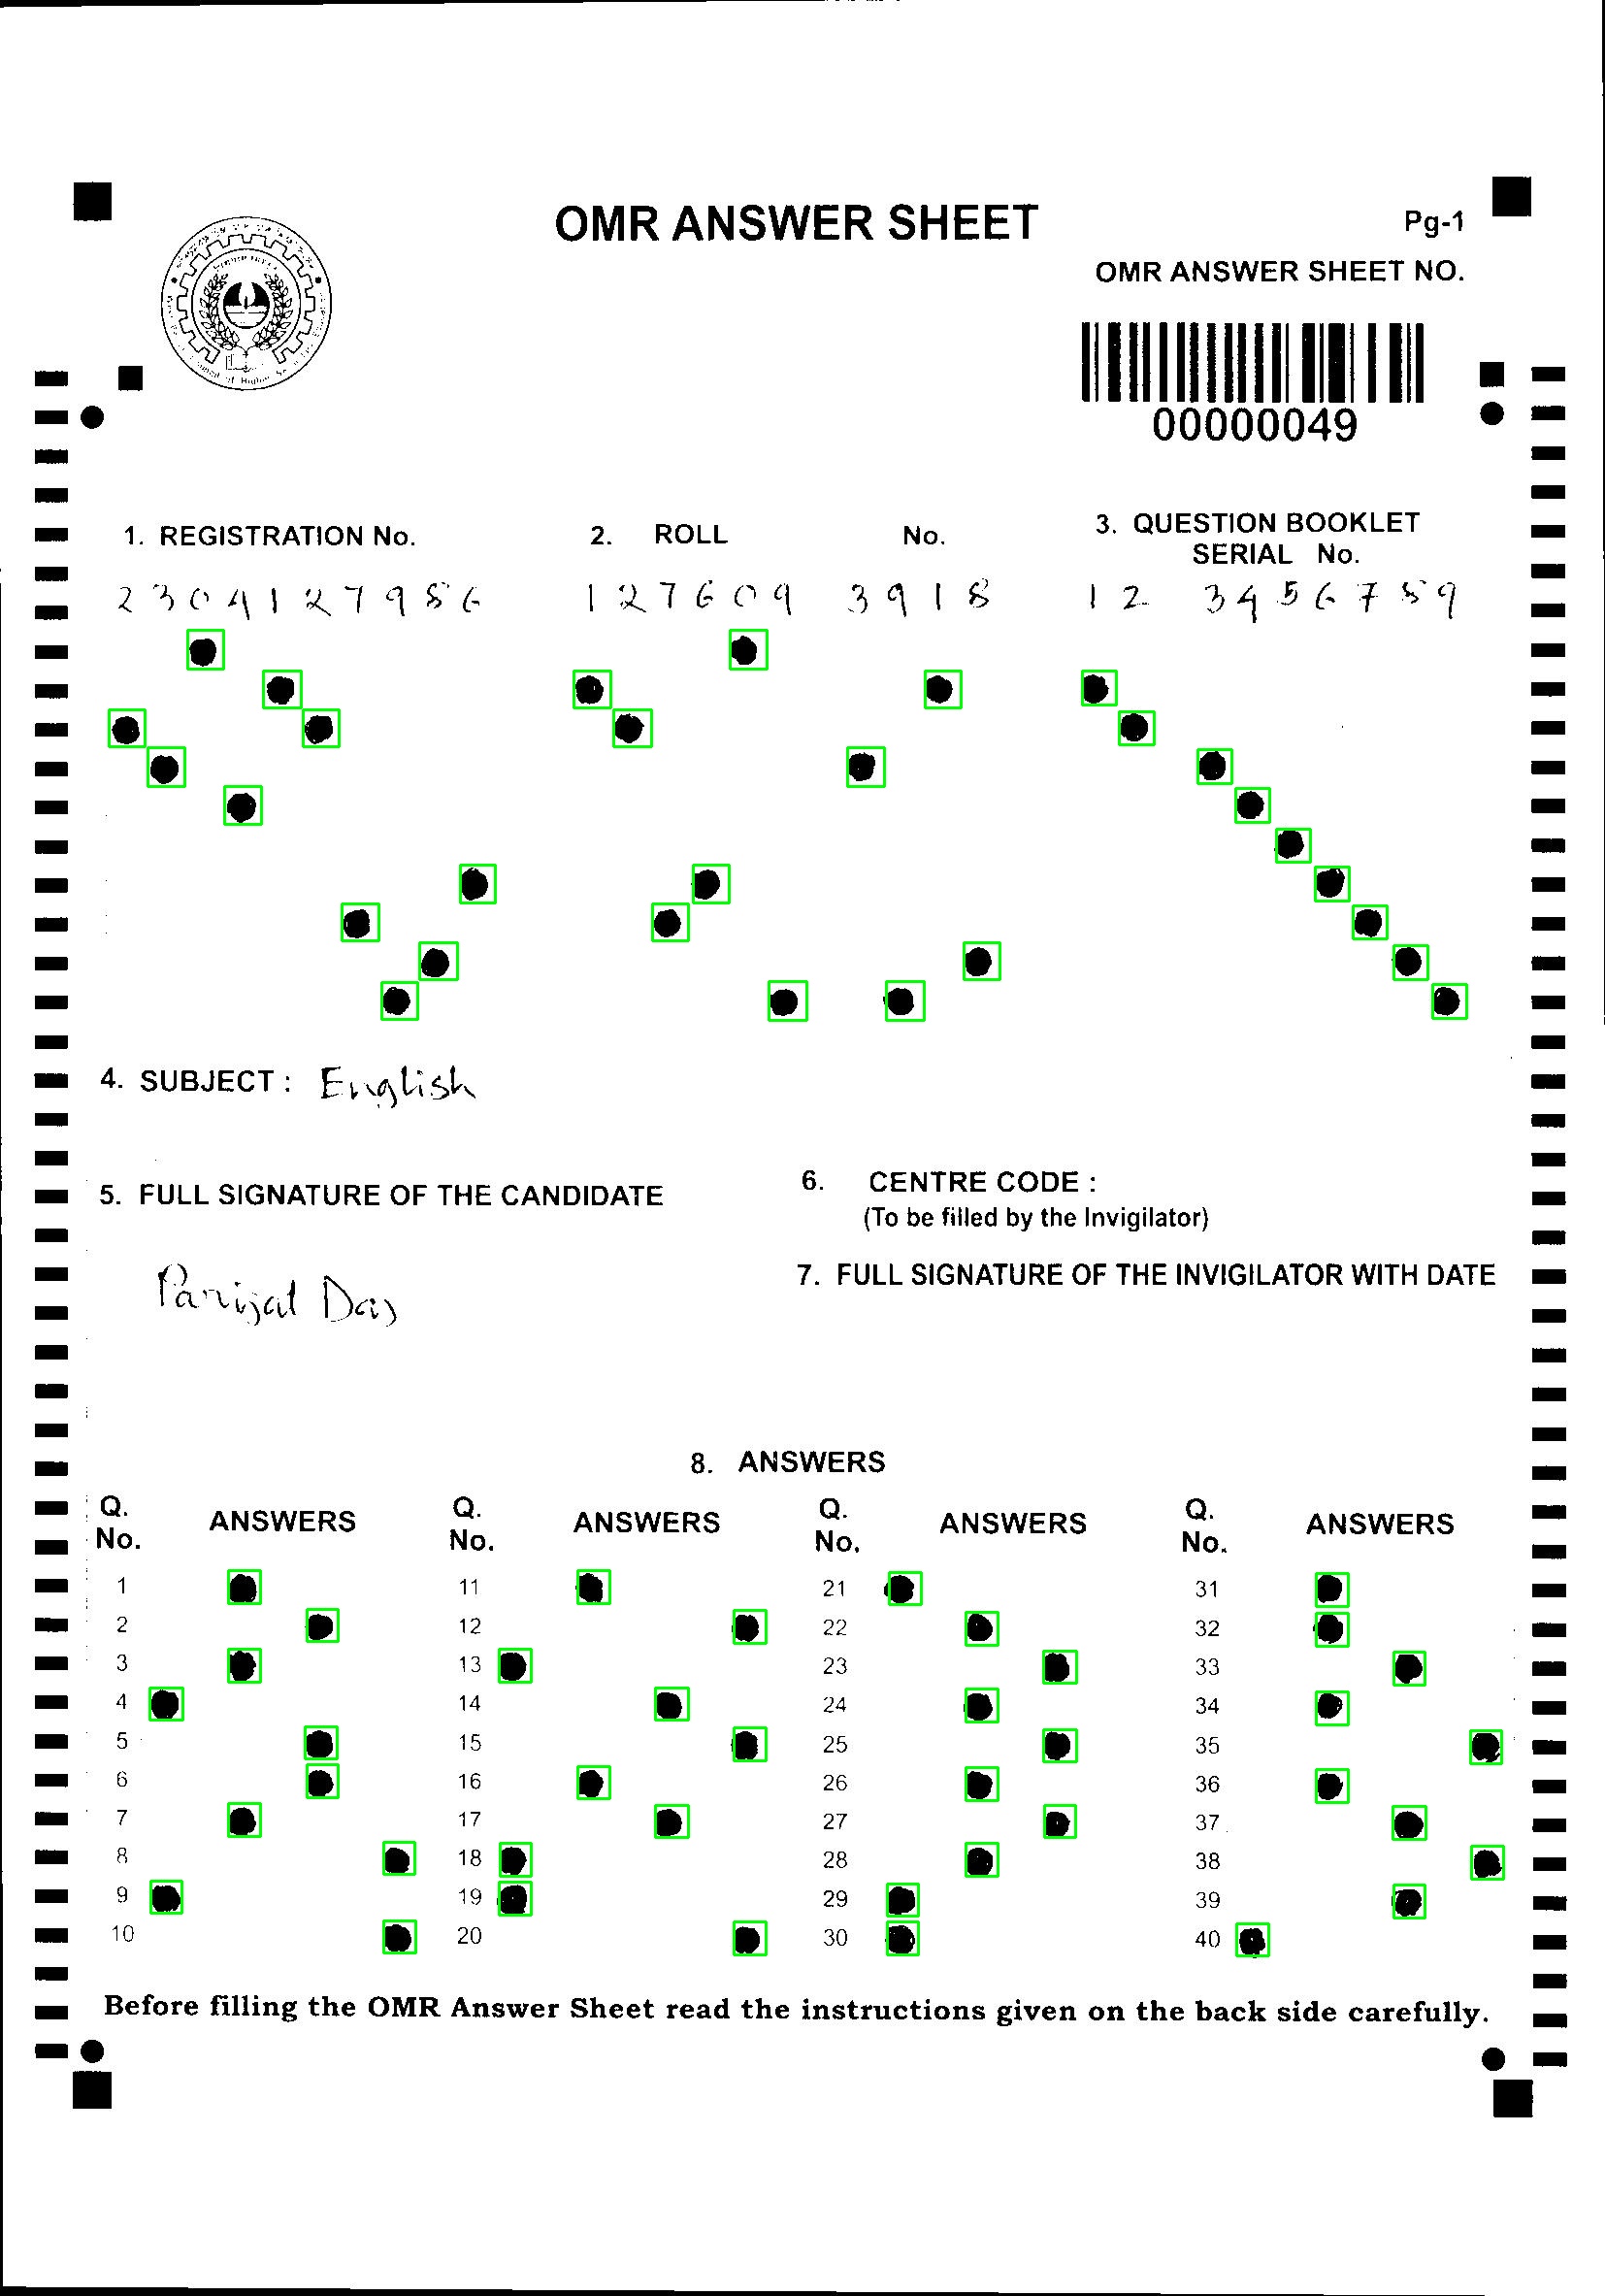 OMR ANSWER SHEET
Pg-1
OMR ANSWER SHEET NO.
00000049
1. REGISTRATION No.
2. ROLL No.
3. QUESTION BOOKLET
SERIAL No.
2304127986
127609 3918
12 3456789
4. SUBJECT : English
5. FULL SIGNATURE OF THE CANDIDATE
6. CENTRE CODE :
(To be filled by the Invigilator)
7. FULL SIGNATURE OF THE INVIGILATOR WITH DATE
Parijat Das
8. ANSWERS
Q. No. ANSWERS Q. No. ANSWERS Q. No. ANSWERS Q. No. ANSWERS
1 11 21 31
2 12 22 32
3 13 23 33
4 14 24 34
5 15 25 35
6 16 26 36
7 17 27 37
8 18 28 38
9 19 29 39
10 20 30 40
Before filling the OMR Answer Sheet read the instructions given on the back side carefully.